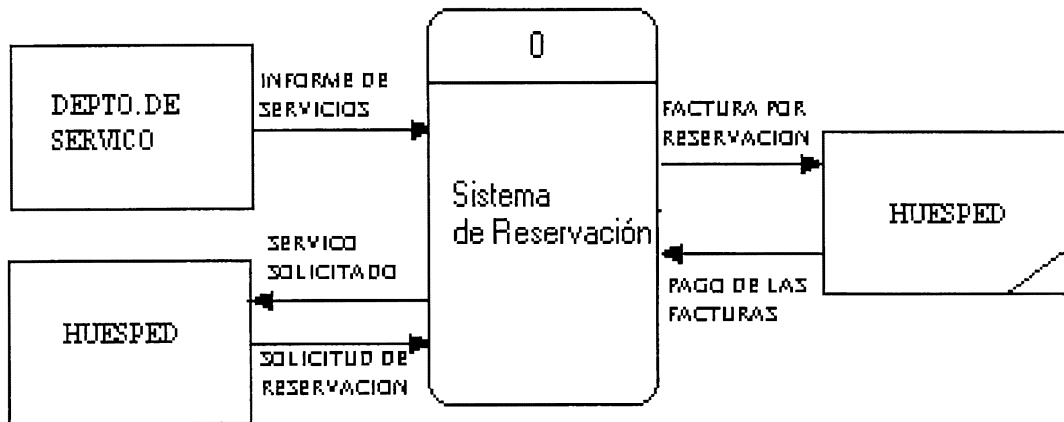 0
DEPTO.DE
SERVICO
INFORME DE
SERVICIOS
FACTURA POR
RESERVACION
Sistema
de Reservación
HUESPED
SERVICO
SOLICITADO
PAGO DE LAS
FACTURAS
HUESPED
SOLICITUD DE
RESERVACION